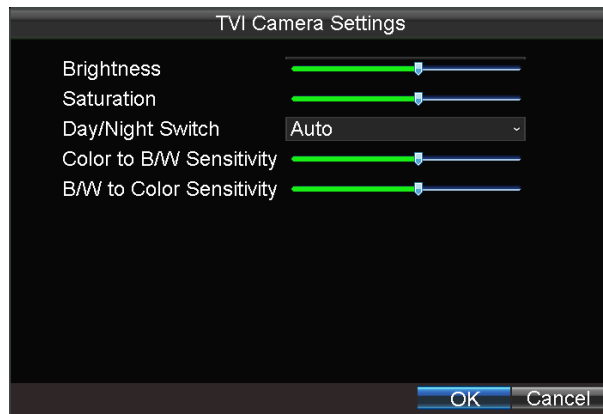 TVI Camera Settings
Brightness
Saturation
Day/Night Switch Auto
Color to B/W Sensitivity
B/W to Color Sensitivity
OK Cancel